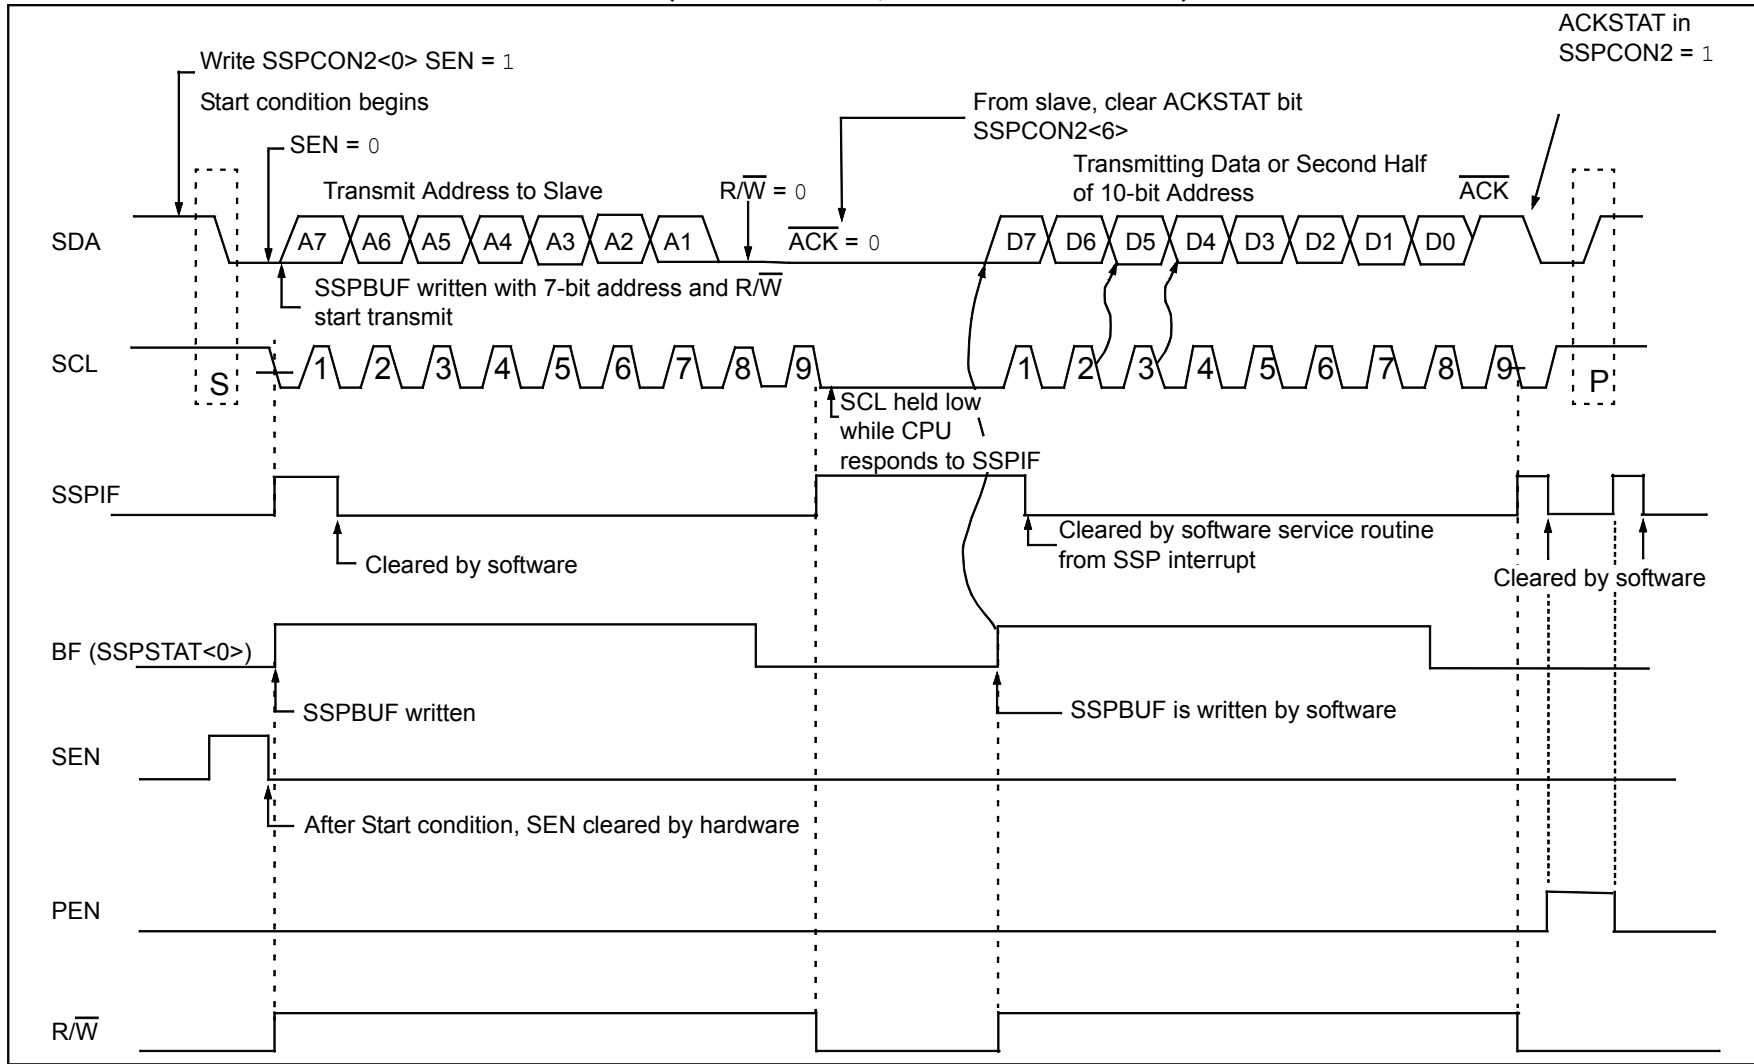 ACKSTAT in
SSPCON2 = 1
Write SSPCON2<0> SEN = 1
Start condition begins
From slave, clear ACKSTAT bit
SSPCON2<6>
SEN = 0
Transmit Address to Slave
R/W̅ = 0
Transmitting Data or Second Half
of 10-bit Address
A̅C̅K̅
SDA
A7 A6 A5 A4 A3 A2 A1
A̅C̅K̅ = 0
D7 D6 D5 D4 D3 D2 D1 D0
SSPBUF written with 7-bit address and R/W̅
start transmit
SCL
S
1 2 3 4 5 6 7 8 9
1 2 3 4 5 6 7 8 9
P
SCL held low
while CPU
responds to SSPIF
SSPIF
Cleared by software
Cleared by software service routine
from SSP interrupt
Cleared by software
BF (SSPSTAT<0>)
SSPBUF written
SSPBUF is written by software
SEN
After Start condition, SEN cleared by hardware
PEN
R/W̅